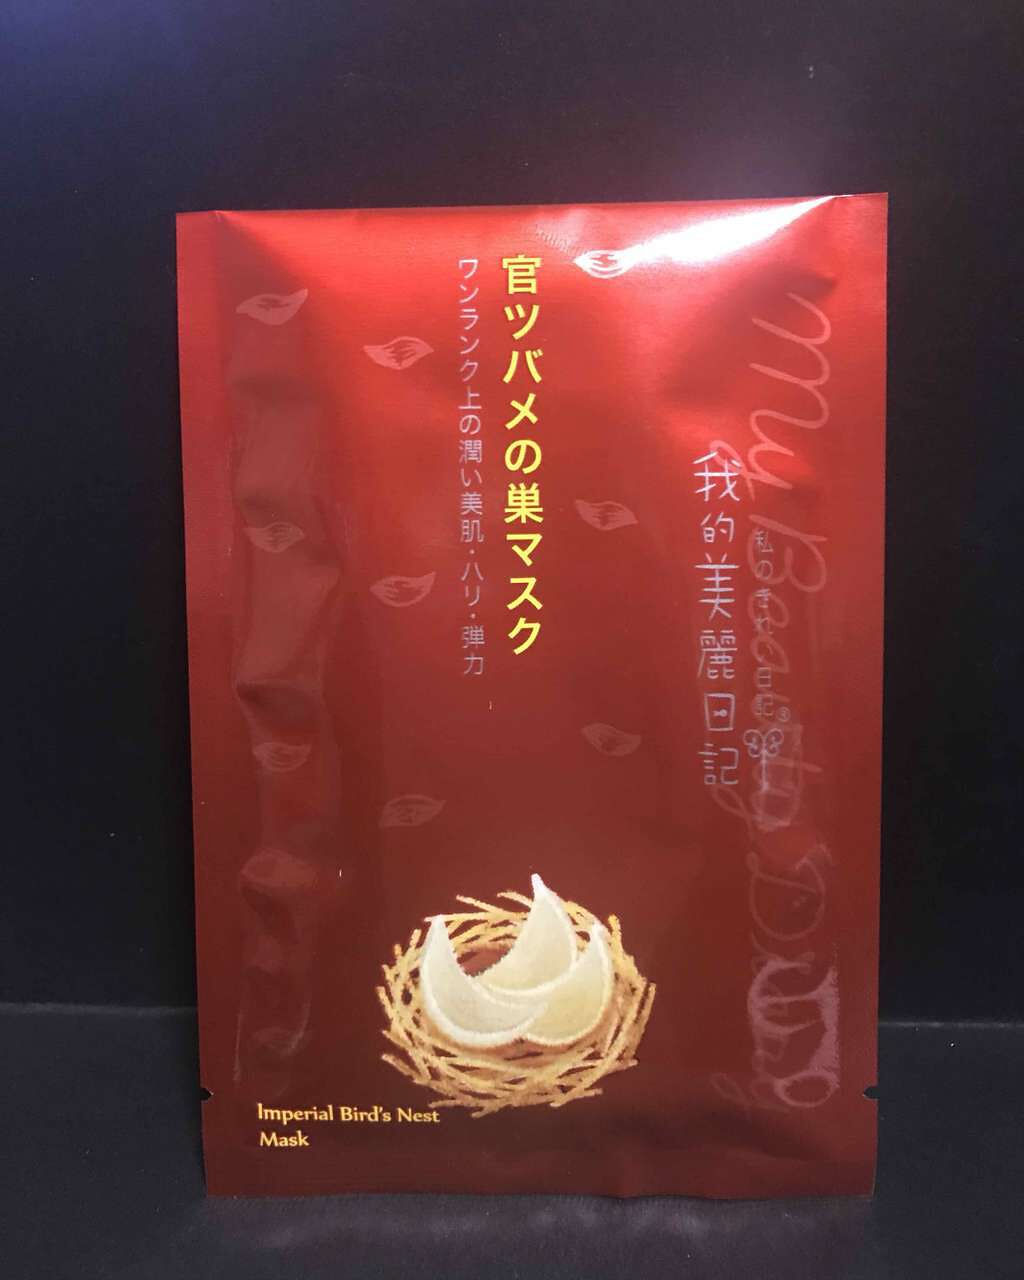 My Beauty Diary
私のきれい日記
我的美麗日記
官ツバメの巣マスク
ワンランク上の潤い美肌・ハリ・弾力
Imperial Bird's Nest
Mask